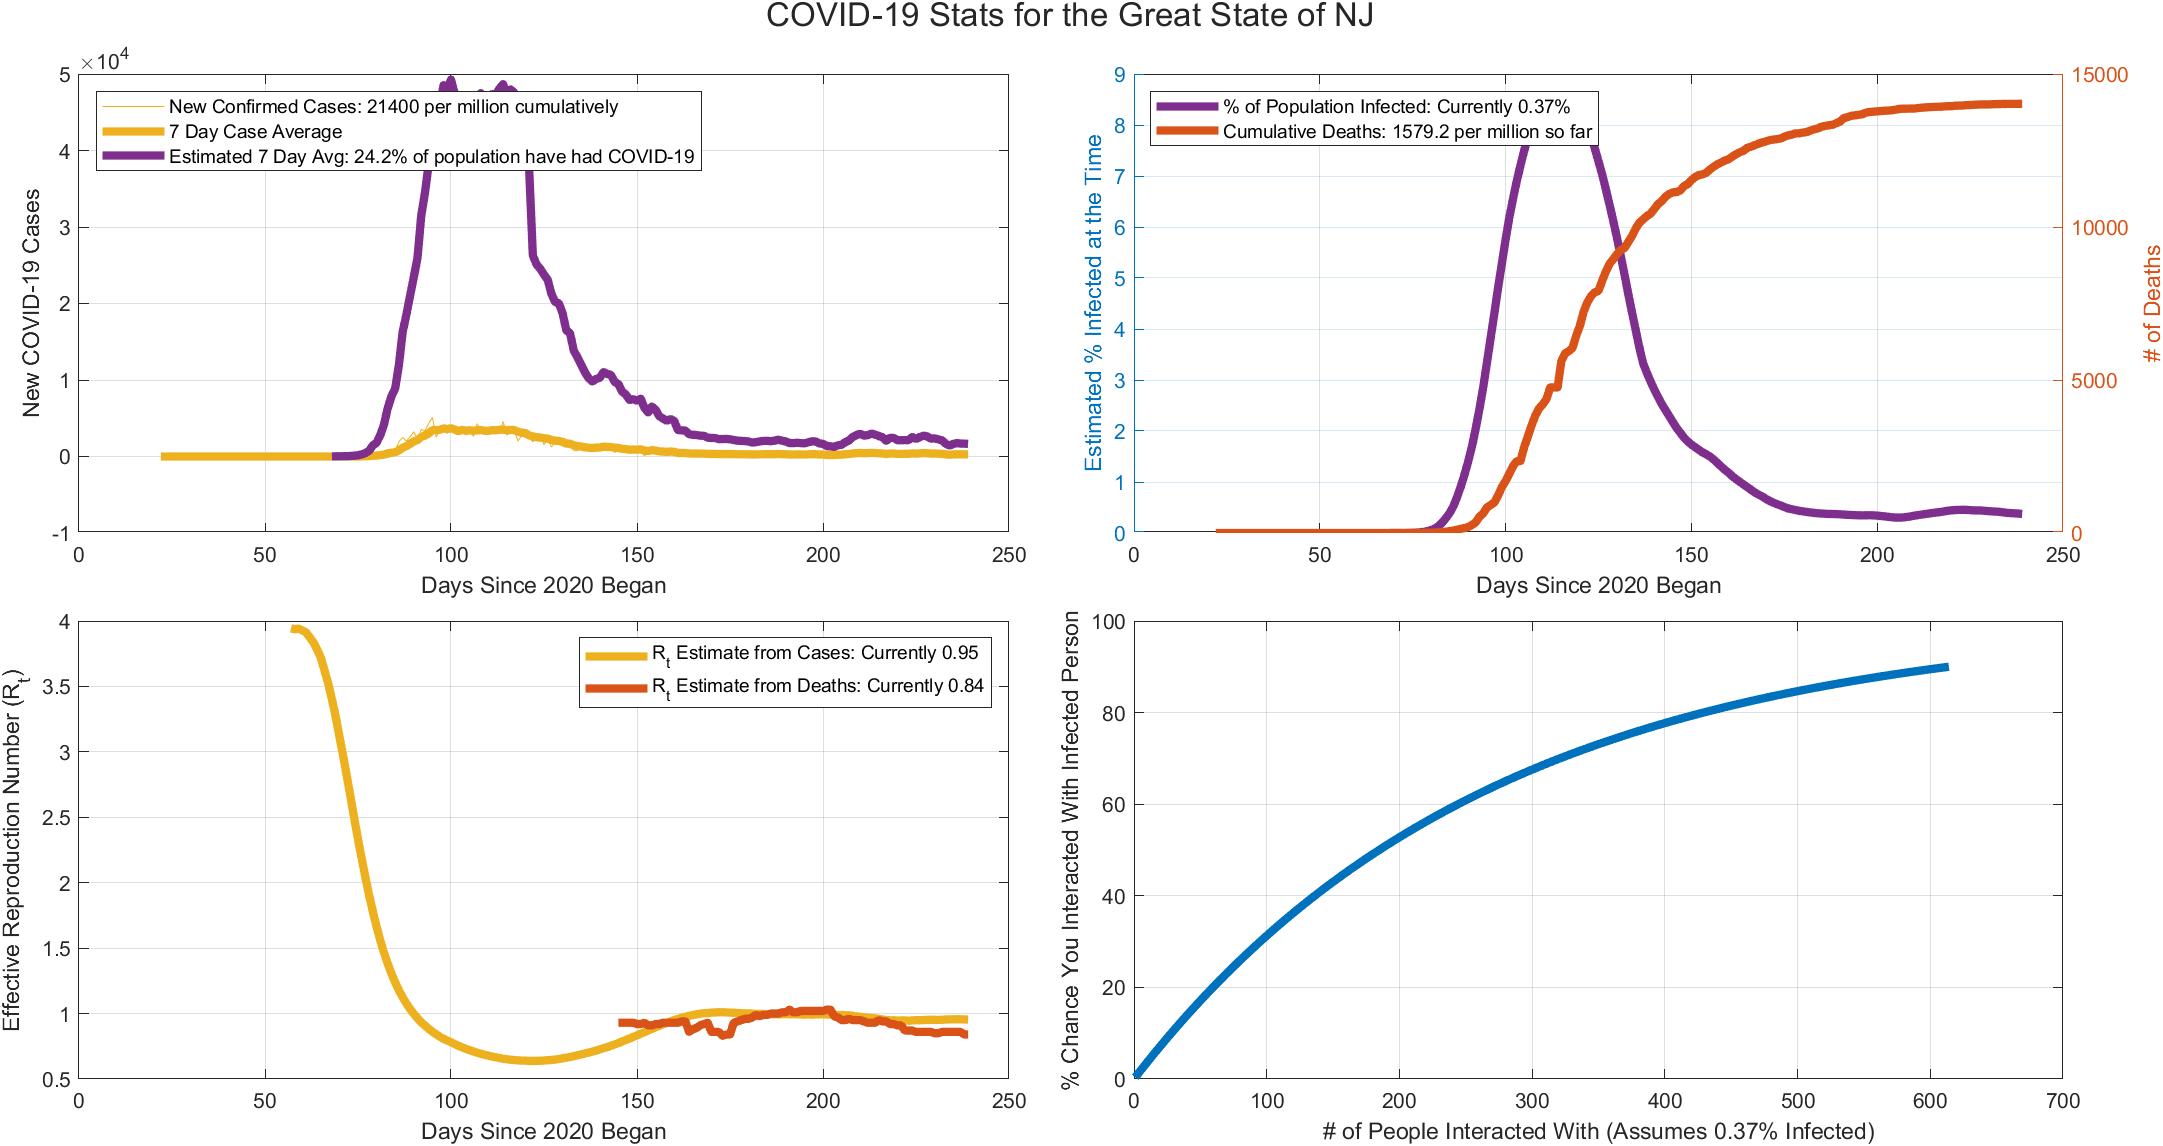 COVID-19 Stats for the Great State of NJ
×10⁴
5
4
3
2
1
0
-1
New COVID-19 Cases
New Confirmed Cases: 21400 per million cumulatively
7 Day Case Average
Estimated 7 Day Avg: 24.2% of population have had COVID-19
0 50 100 150 200 250
Days Since 2020 Began
9
8
7
6
5
4
3
2
1
0
Estimated % Infected at the Time
% of Population Infected: Currently 0.37%
Cumulative Deaths: 1579.2 per million so far
15000
10000
5000
0
# of Deaths
0 50 100 150 200 250
Days Since 2020 Began
4
3.5
3
2.5
2
1.5
1
0.5
Effective Reproduction Number (Rt)
Rt Estimate from Cases: Currently 0.95
Rt Estimate from Deaths: Currently 0.84
0 50 100 150 200 250
Days Since 2020 Began
100
80
60
40
20
0
% Chance You Interacted With Infected Person
0 100 200 300 400 500 600 700
# of People Interacted With (Assumes 0.37% Infected)